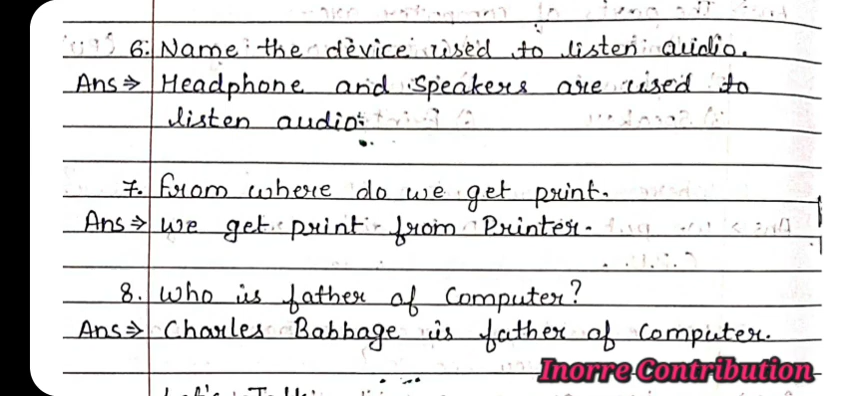 6. Name the device used to listen audio.
Ans ⇒ Headphone and Speakers are used to
listen audio.
7. From where do we get print.
Ans ⇒ we get print from Printer.
8. Who is father of Computer?
Ans ⇒ Charles Babbage is father of computer.
Inorre Contribution
Let's Talk